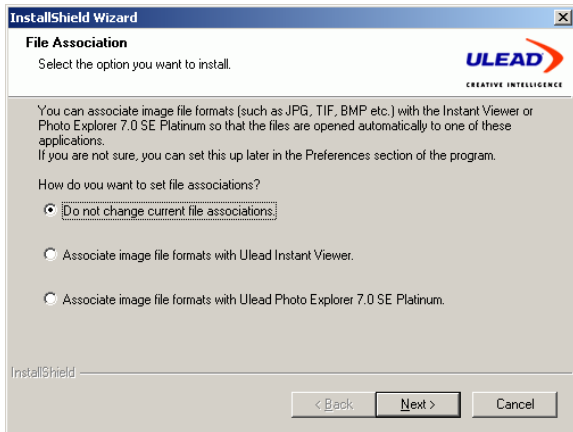 InstallShield Wizard
File Association
Select the option you want to install.
ULEAD
CREATIVE INTELLIGENCE
You can associate image file formats (such as JPG, TIF, BMP etc.) with the Instant Viewer or
Photo Explorer 7.0 SE Platinum so that the files are opened automatically to one of these
applications.
If you are not sure, you can set this up later in the Preferences section of the program.
How do you want to set file associations?
Do not change current file associations.
Associate image file formats with Ulead Instant Viewer.
Associate image file formats with Ulead Photo Explorer 7.0 SE Platinum.
InstallShield
< Back
Next >
Cancel